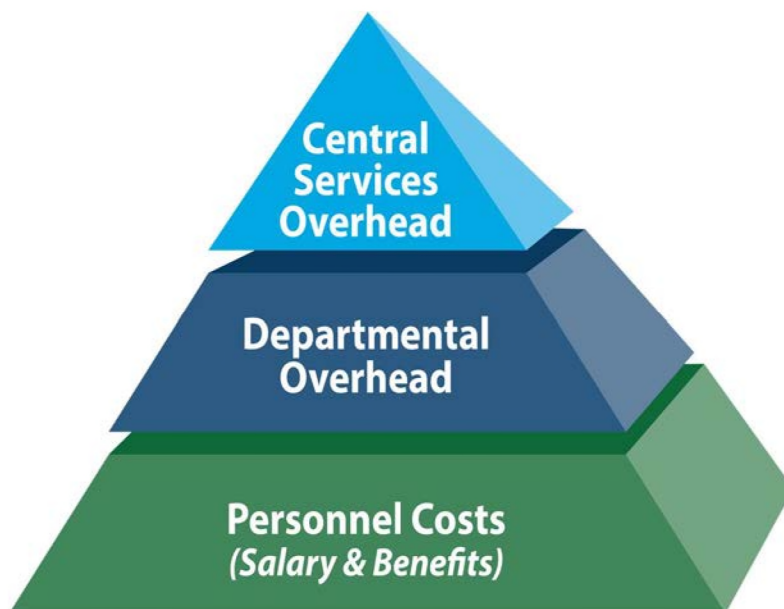 Central
Services
Overhead
Departmental
Overhead
Personnel Costs
(Salary & Benefits)